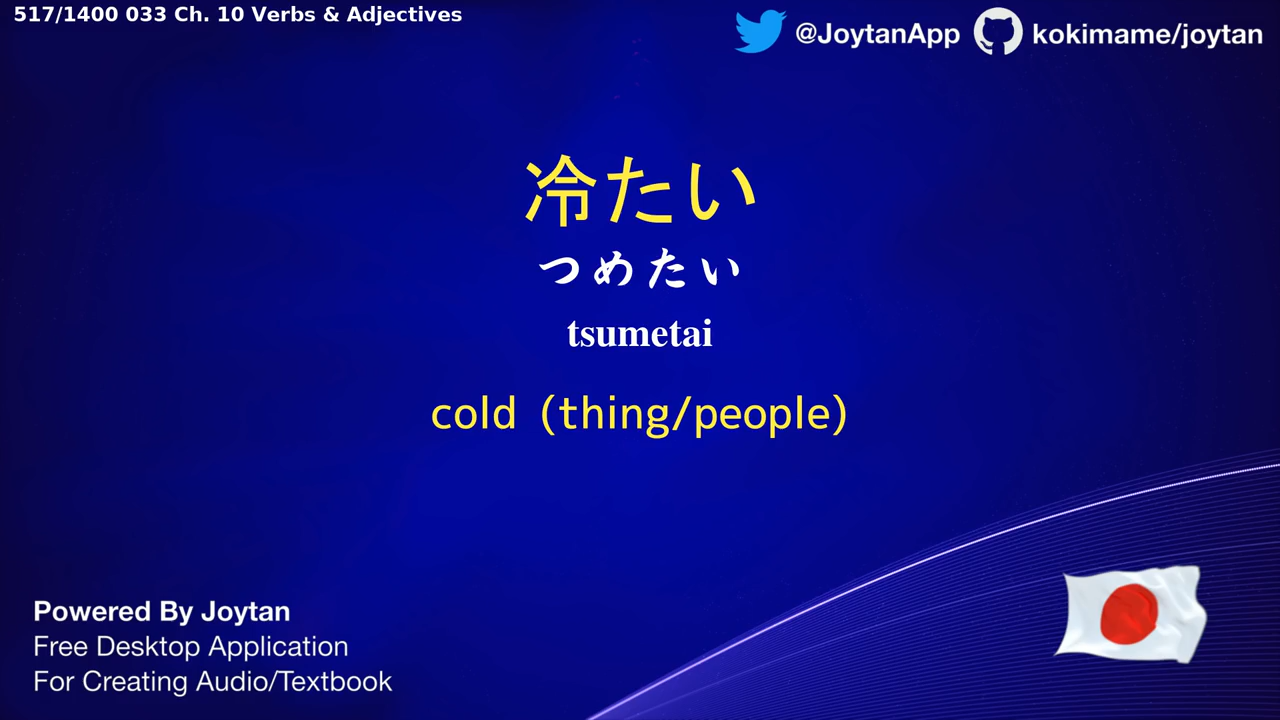 517/1400 033 Ch. 10 Verbs & Adjectives
@JoytanApp kokimame/joytan
冷たい
つめたい
tsumetai
cold (thing/people)
Powered By Joytan
Free Desktop Application
For Creating Audio/Textbook